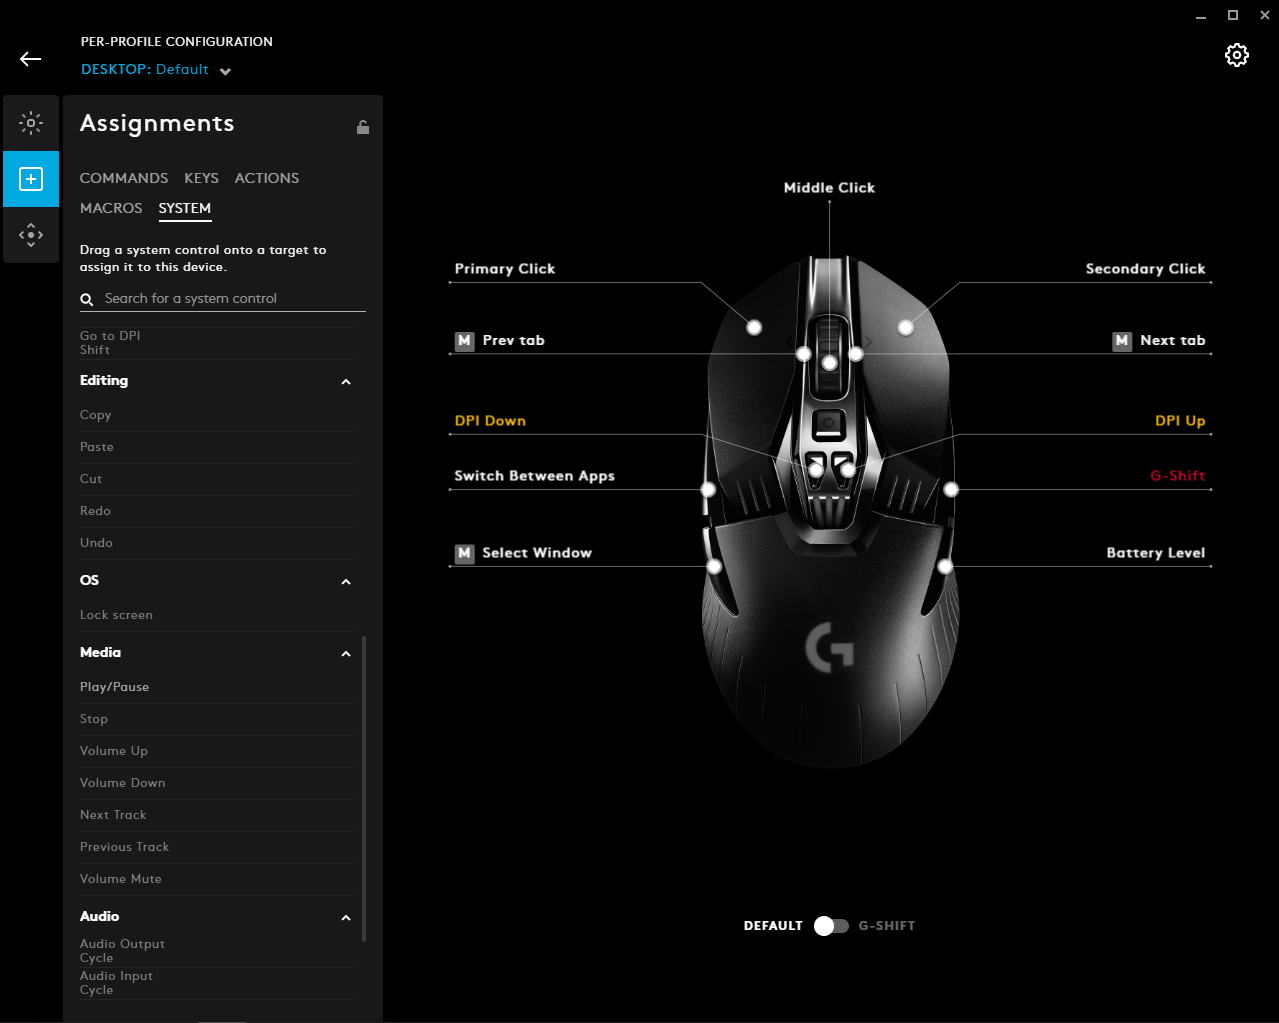 PER-PROFILE CONFIGURATION
DESKTOP: Default
Assignments
COMMANDS KEYS ACTIONS
MACROS SYSTEM
Drag a system control onto a target to
assign it to this device.
Search for a system control
Go to DPI
Shift
Editing
Copy
Paste
Cut
Redo
Undo
OS
Lock screen
Media
Play/Pause
Stop
Volume Up
Volume Down
Next Track
Previous Track
Volume Mute
Audio
Audio Output
Cycle
Audio Input
Cycle
Middle Click
Primary Click
Secondary Click
M Prev tab
M Next tab
DPI Down
DPI Up
Switch Between Apps
G-Shift
M Select Window
Battery Level
G
DEFAULT G-SHIFT